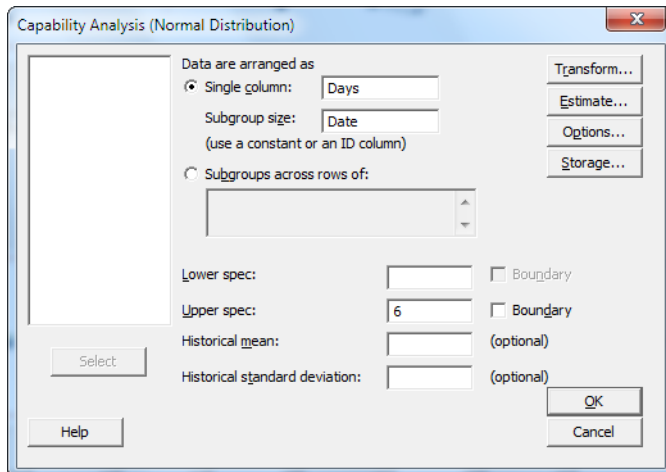 Capability Analysis (Normal Distribution)
Data are arranged as
Single column: Days
Subgroup size: Date
(use a constant or an ID column)
Subgroups across rows of:
Transform...
Estimate...
Options...
Storage...
Lower spec: Boundary
Upper spec: 6 Boundary
Historical mean: (optional)
Historical standard deviation: (optional)
Select
Help
OK
Cancel